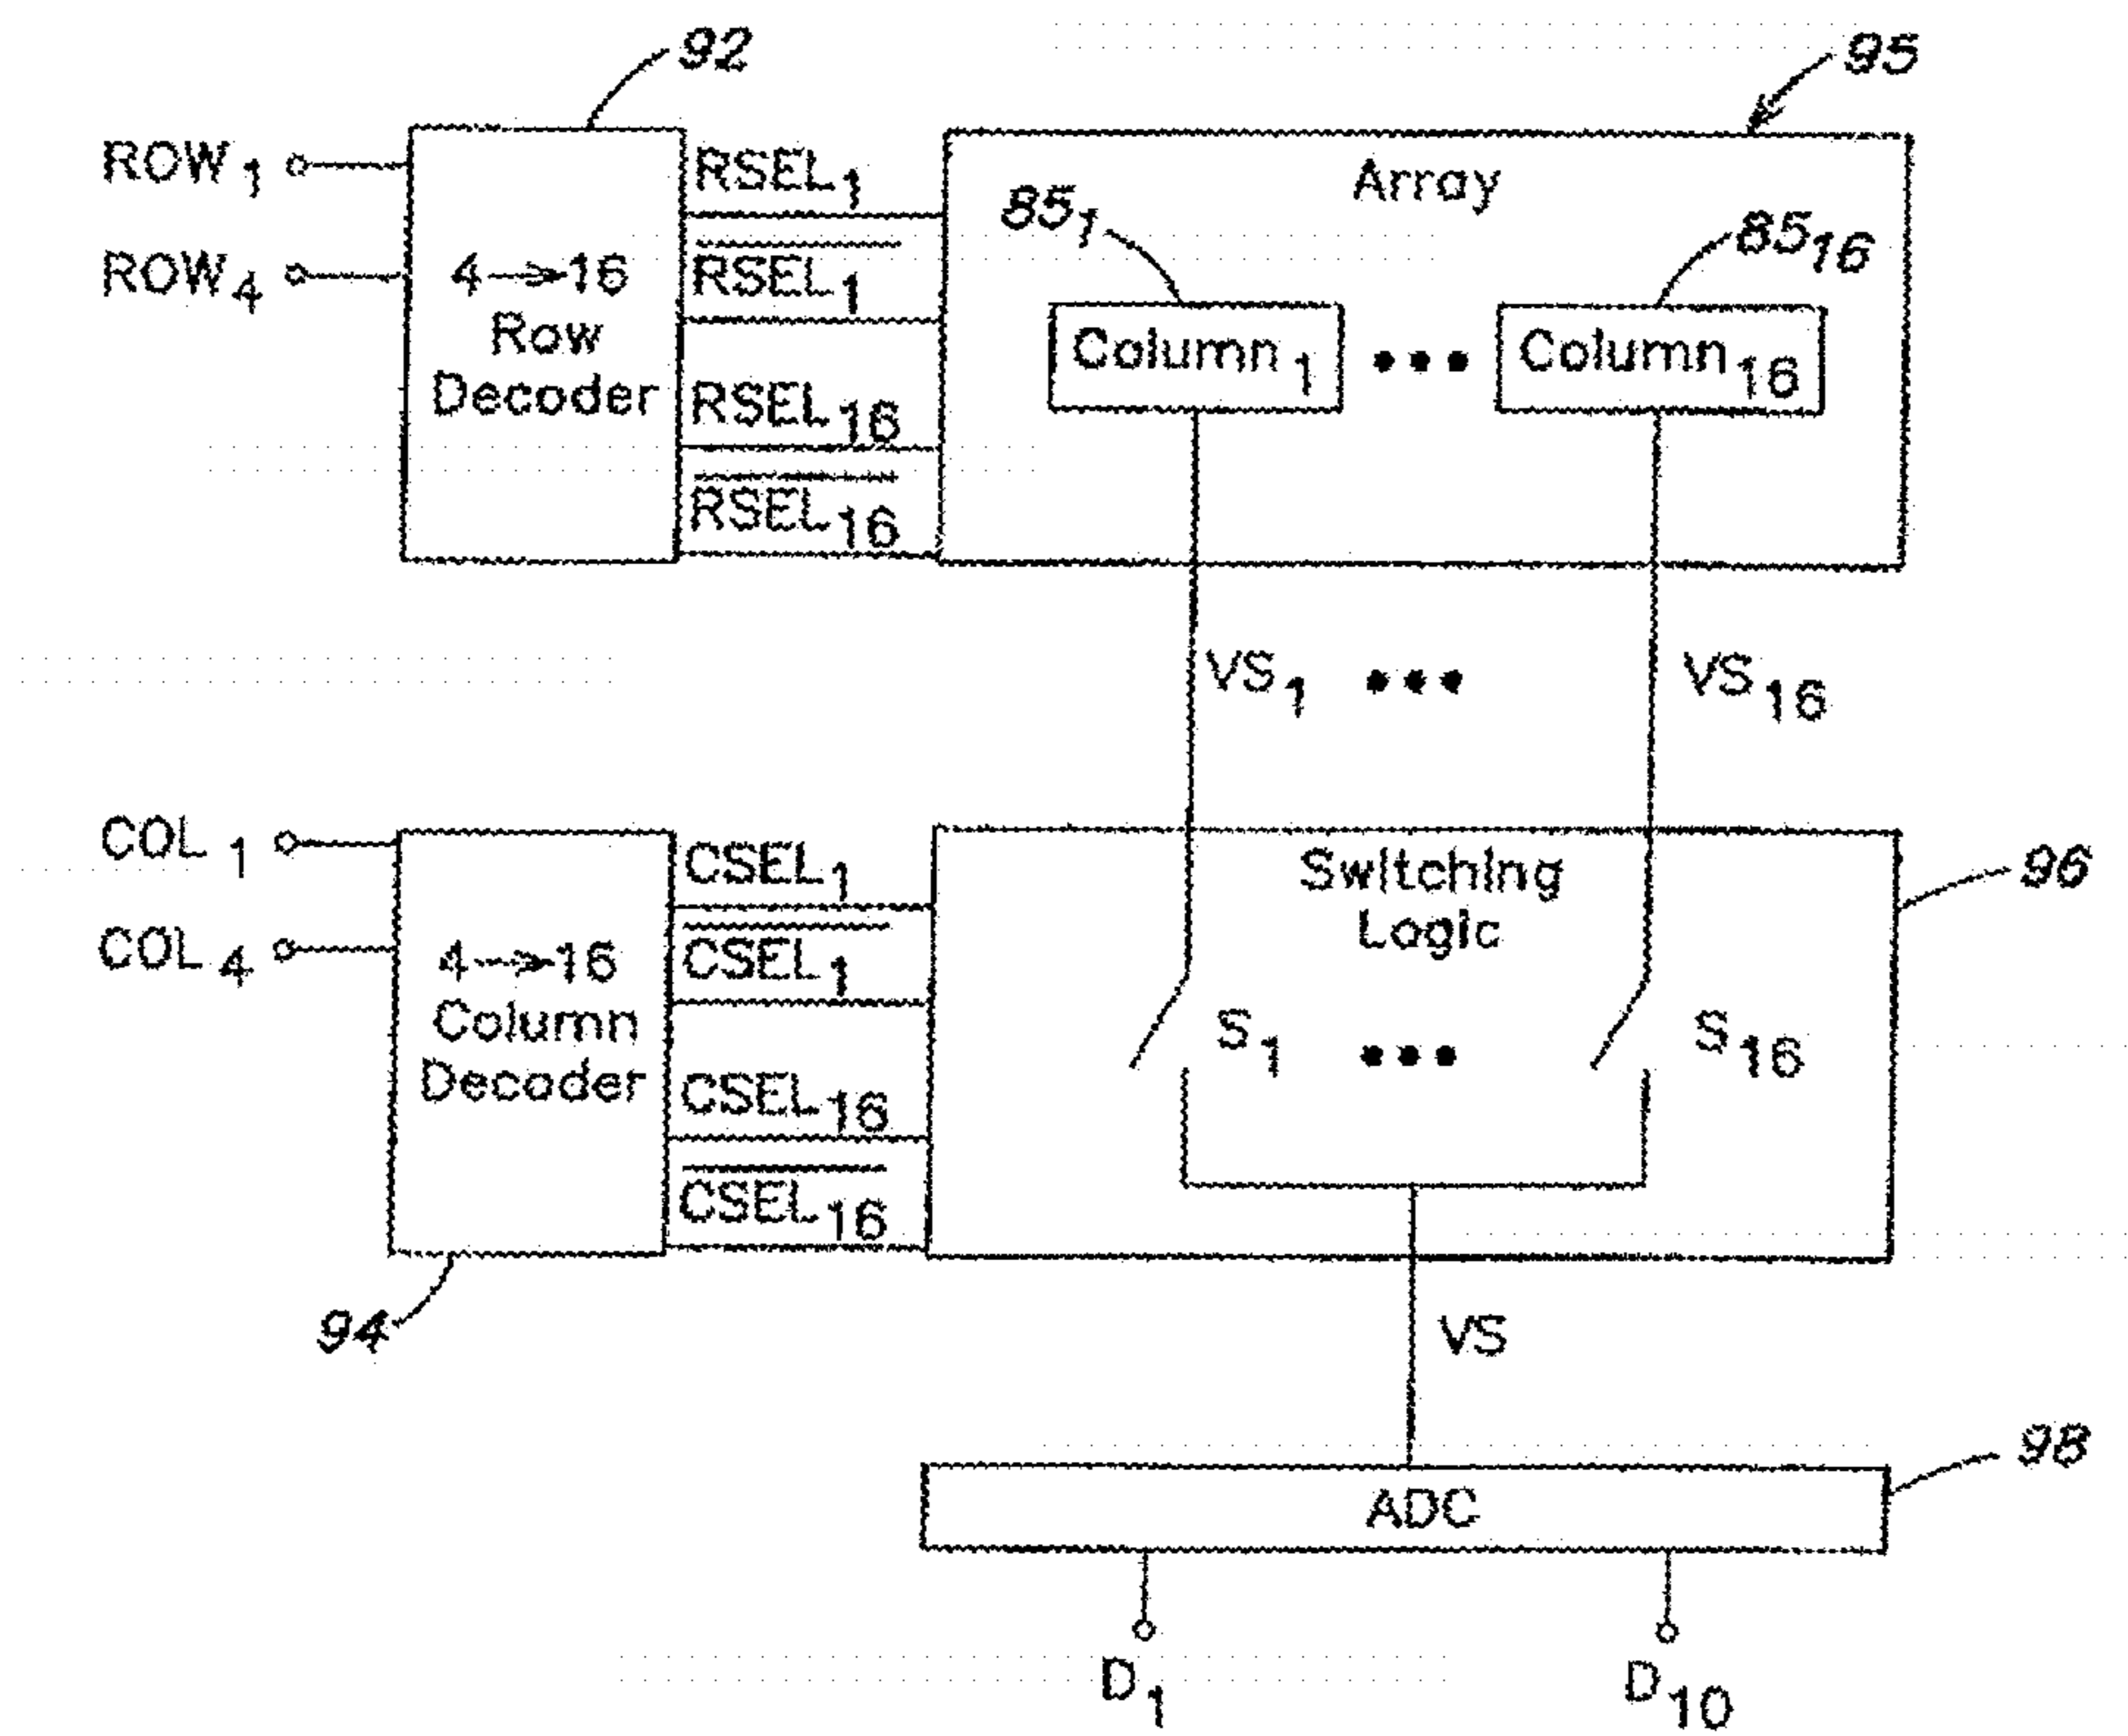 92
95
ROW1
RSEL1
Array
851
8516
ROW4
4→16
Row
Decoder
RSEL1
Column1 ••• Column16
RSEL16
RSEL16
VS1 ••• VS16
COL1
CSEL1
Switching
Logic
96
COL4
4→16
Column
Decoder
CSEL1
S1 ••• S16
CSEL16
CSEL16
94
VS
98
ADC
D1
D10